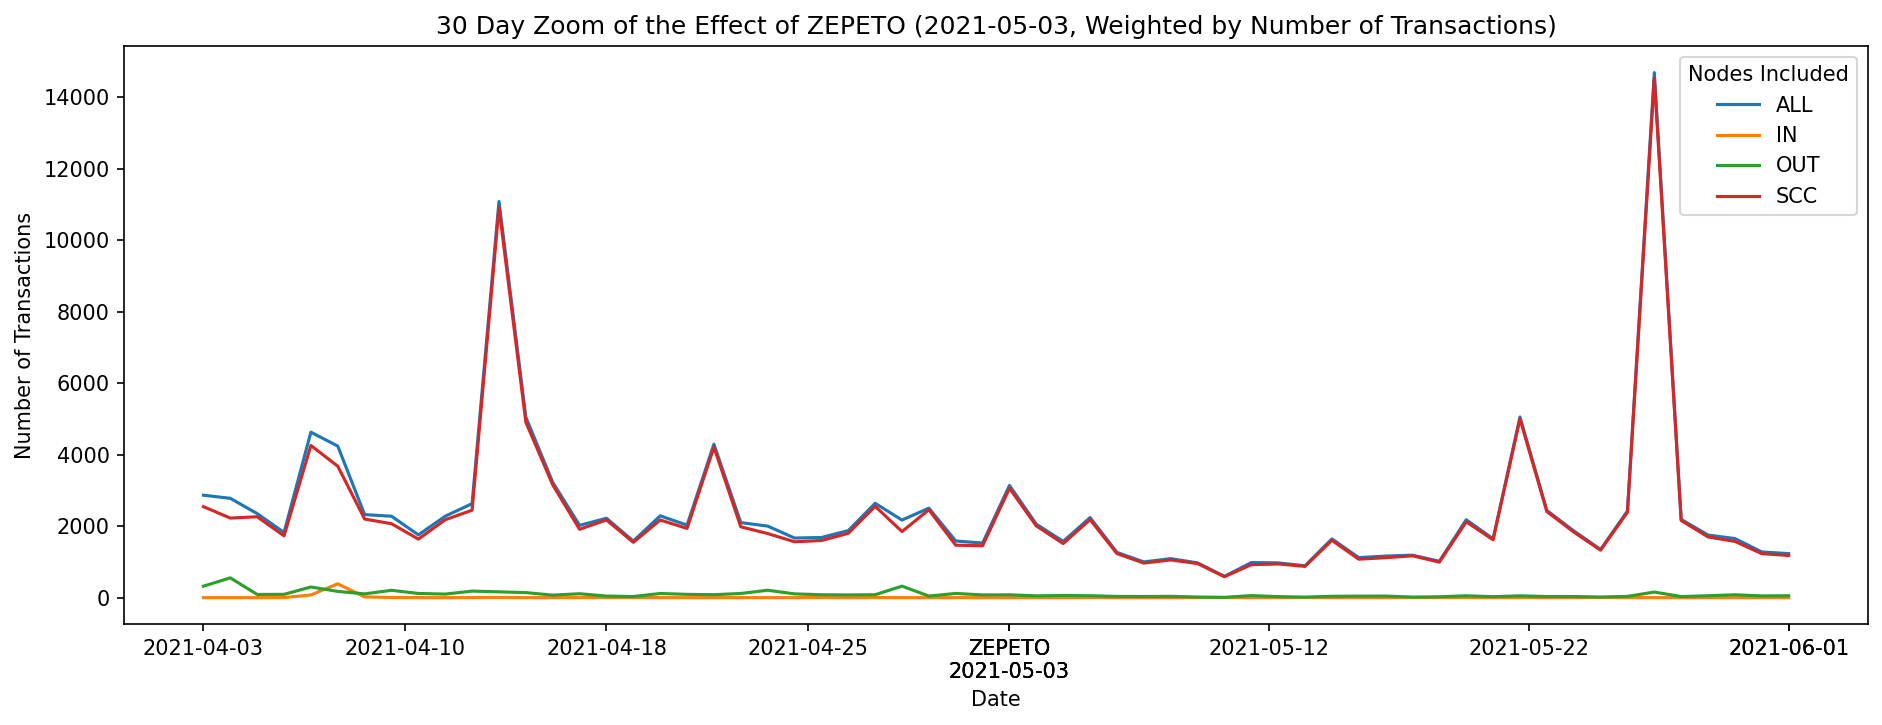 30 Day Zoom of the Effect of ZEPETO (2021-05-03, Weighted by Number of Transactions)
Nodes Included
ALL
IN
OUT
SCC
Number of Transactions
14000
12000
10000
8000
6000
4000
2000
0
2021-04-03 2021-04-10 2021-04-18 2021-04-25 ZEPETO 2021-05-12 2021-05-22 2021-06-01
2021-05-03
Date